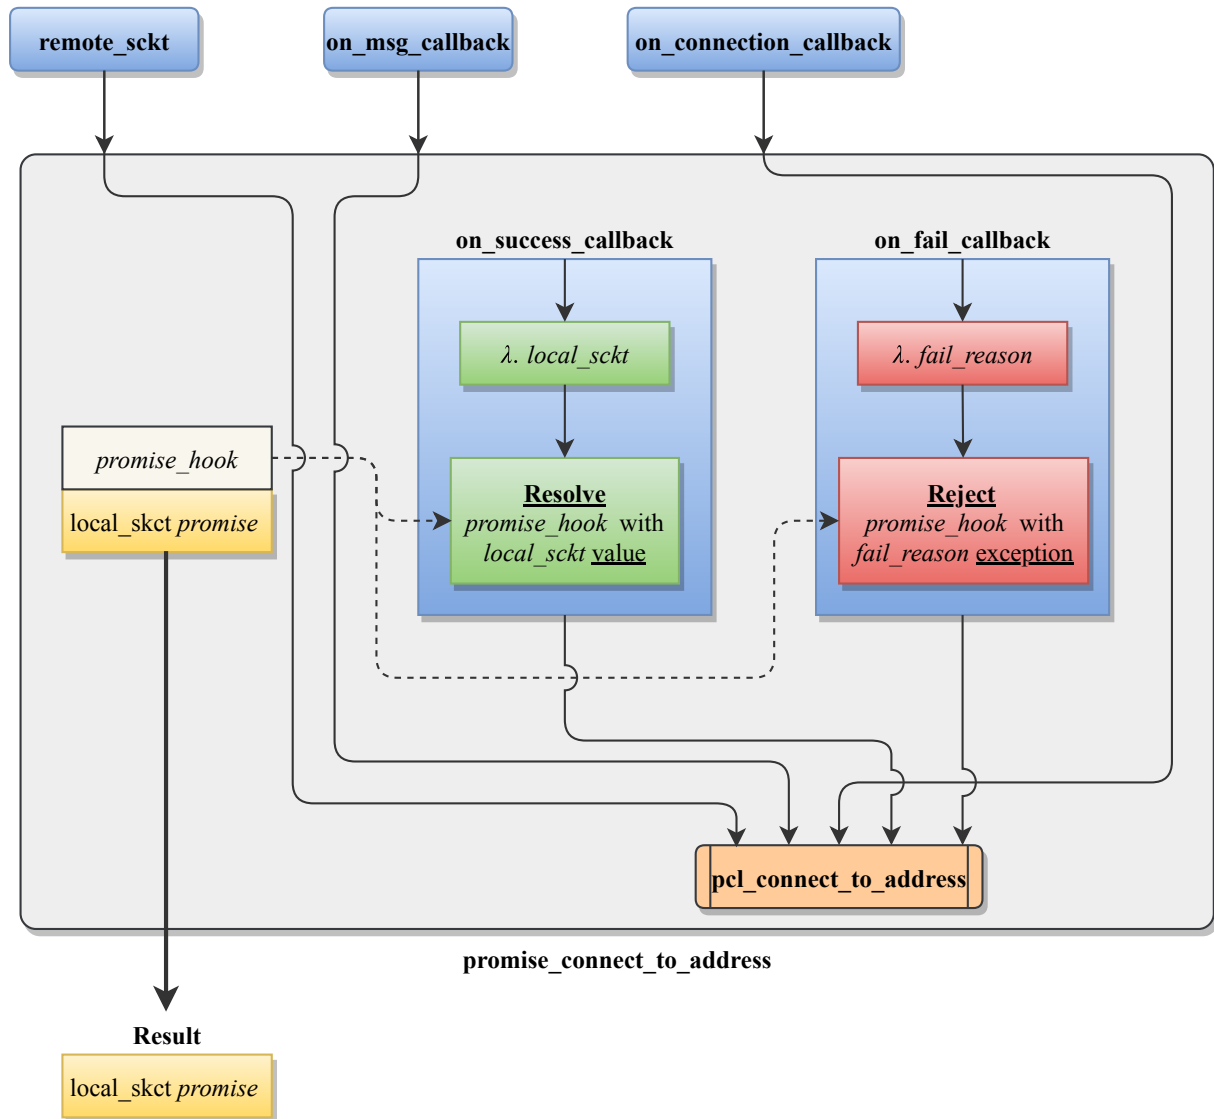 remote_sckt
on_msg_callback
on_connection_callback
on_success_callback
on_fail_callback
λ. local_sckt
λ. fail_reason
promise_hook
local_skct promise
Resolve
promise_hook with
local_sckt value
Reject
promise_hook with
fail_reason exception
pcl_connect_to_address
promise_connect_to_address
Result
local_skct promise